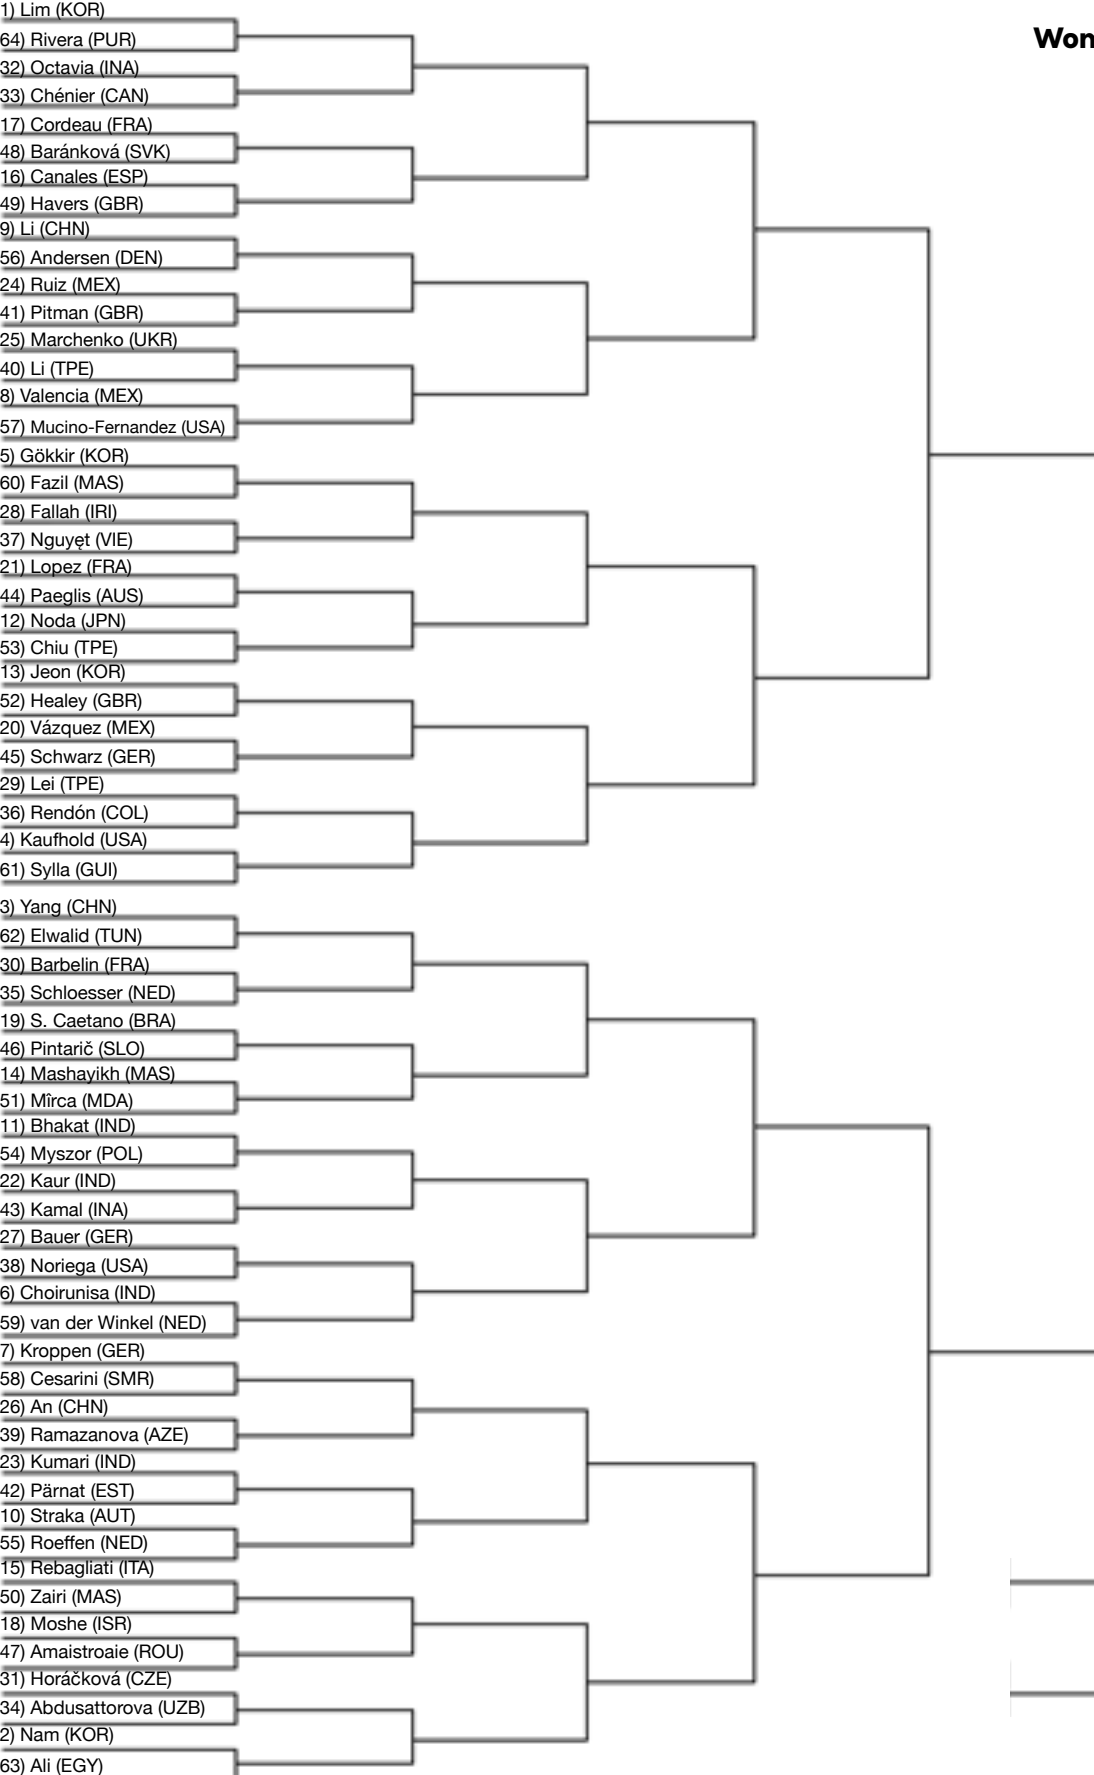 1) Lim (KOR)
Won
64) Rivera (PUR)
32) Octavia (INA)
33) Chénier (CAN)
17) Cordeau (FRA)
48) Baránková (SVK)
16) Canales (ESP)
49) Havers (GBR)
9) Li (CHN)
56) Andersen (DEN)
24) Ruiz (MEX)
41) Pitman (GBR)
25) Marchenko (UKR)
40) Li (TPE)
8) Valencia (MEX)
57) Mucino-Fernandez (USA)
5) Gökkir (KOR)
60) Fazil (MAS)
28) Fallah (IRI)
37) Nguyęt (VIE)
21) Lopez (FRA)
44) Paeglis (AUS)
12) Noda (JPN)
53) Chiu (TPE)
13) Jeon (KOR)
52) Healey (GBR)
20) Vázquez (MEX)
45) Schwarz (GER)
29) Lei (TPE)
36) Rendón (COL)
4) Kaufhold (USA)
61) Sylla (GUI)
3) Yang (CHN)
62) Elwalid (TUN)
30) Barbelin (FRA)
35) Schloesser (NED)
19) S. Caetano (BRA)
46) Pintarič (SLO)
14) Mashayikh (MAS)
51) Mîrca (MDA)
11) Bhakat (IND)
54) Myszor (POL)
22) Kaur (IND)
43) Kamal (INA)
27) Bauer (GER)
38) Noriega (USA)
6) Choirunisa (IND)
59) van der Winkel (NED)
7) Kroppen (GER)
58) Cesarini (SMR)
26) An (CHN)
39) Ramazanova (AZE)
23) Kumari (IND)
42) Pärnat (EST)
10) Straka (AUT)
55) Roeffen (NED)
15) Rebagliati (ITA)
50) Zairi (MAS)
18) Moshe (ISR)
47) Amaistroaie (ROU)
31) Horáčková (CZE)
34) Abdusattorova (UZB)
2) Nam (KOR)
63) Ali (EGY)